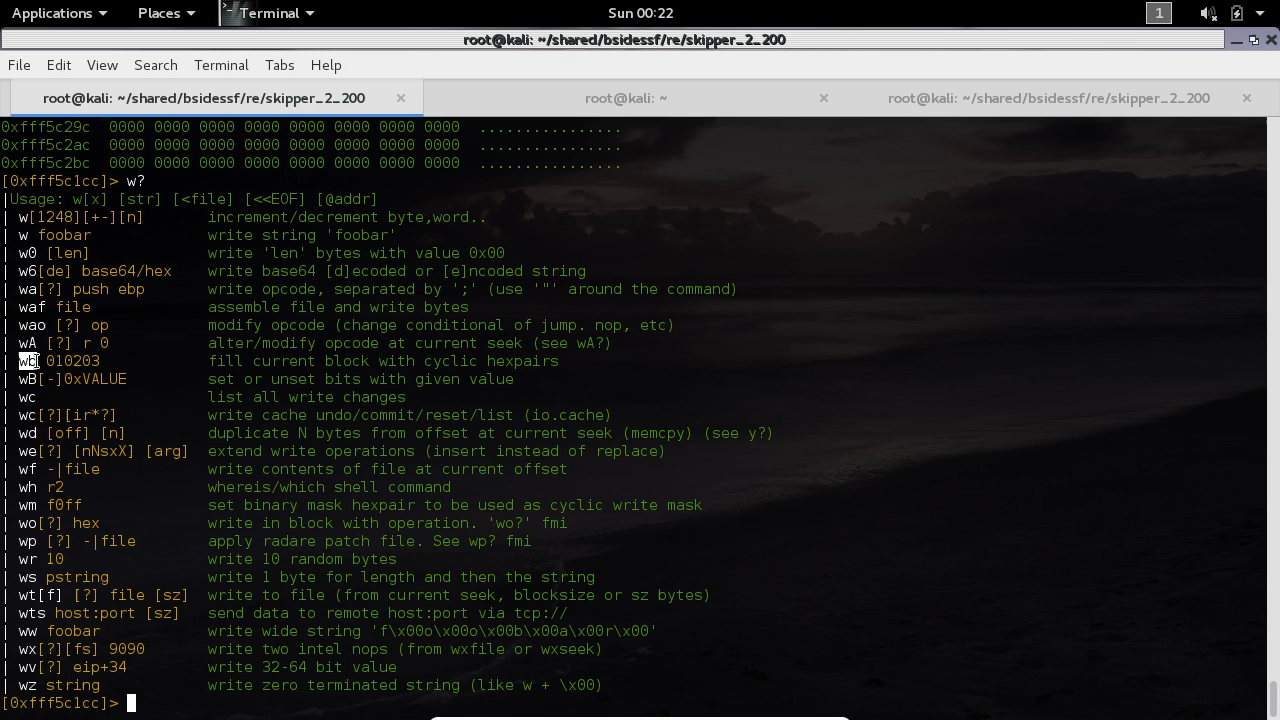 Applications Places Terminal Sun 00:22 1
root@kali: ~/shared/bsidessf/re/skipper_2_200
File Edit View Search Terminal Tabs Help
root@kali: ~/shared/bsidessf/re/skipper_2_200 × root@kali: ~ × root@kali: ~/shared/bsidessf/re/skipper_2_200 ×
0xfff5c29c  0000 0000 0000 0000 0000 0000 0000 0000  ................
0xfff5c2ac  0000 0000 0000 0000 0000 0000 0000 0000  ................
0xfff5c2bc  0000 0000 0000 0000 0000 0000 0000 0000  ................
[0xfff5c1cc]> w?
|Usage: w[x] [str] [<file] [<<EOF] [@addr]
| w[1248][+-][n]       increment/decrement byte,word..
| w foobar             write string 'foobar'
| w0 [len]             write 'len' bytes with value 0x00
| w6[de] base64/hex    write base64 [d]ecoded or [e]ncoded string
| wa[?] push ebp       write opcode, separated by ';' (use '"' around the command)
| waf file             assemble file and write bytes
| wao [?] op           modify opcode (change conditional of jump. nop, etc)
| wA [?] r 0           alter/modify opcode at current seek (see wA?)
| wb 010203            fill current block with cyclic hexpairs
| wB[-]0xVALUE         set or unset bits with given value
| wc                   list all write changes
| wc[?][ir*?]          write cache undo/commit/reset/list (io.cache)
| wd [off] [n]         duplicate N bytes from offset at current seek (memcpy) (see y?)
| we[?] [nNsxX] [arg]  extend write operations (insert instead of replace)
| wf -|file            write contents of file at current offset
| wh r2                whereis/which shell command
| wm f0ff              set binary mask hexpair to be used as cyclic write mask
| wo[?] hex            write in block with operation. 'wo?' fmi
| wp [?] -|file        apply radare patch file. See wp? fmi
| wr 10                write 10 random bytes
| ws pstring           write 1 byte for length and then the string
| wt[f] [?] file [sz]  write to file (from current seek, blocksize or sz bytes)
| wts host:port [sz]   send data to remote host:port via tcp://
| ww foobar            write wide string 'f\x00o\x00o\x00b\x00a\x00r\x00'
| wx[?][fs] 9090       write two intel nops (from wxfile or wxseek)
| wv[?] eip+34         write 32-64 bit value
| wz string            write zero terminated string (like w + \x00)
[0xfff5c1cc]>